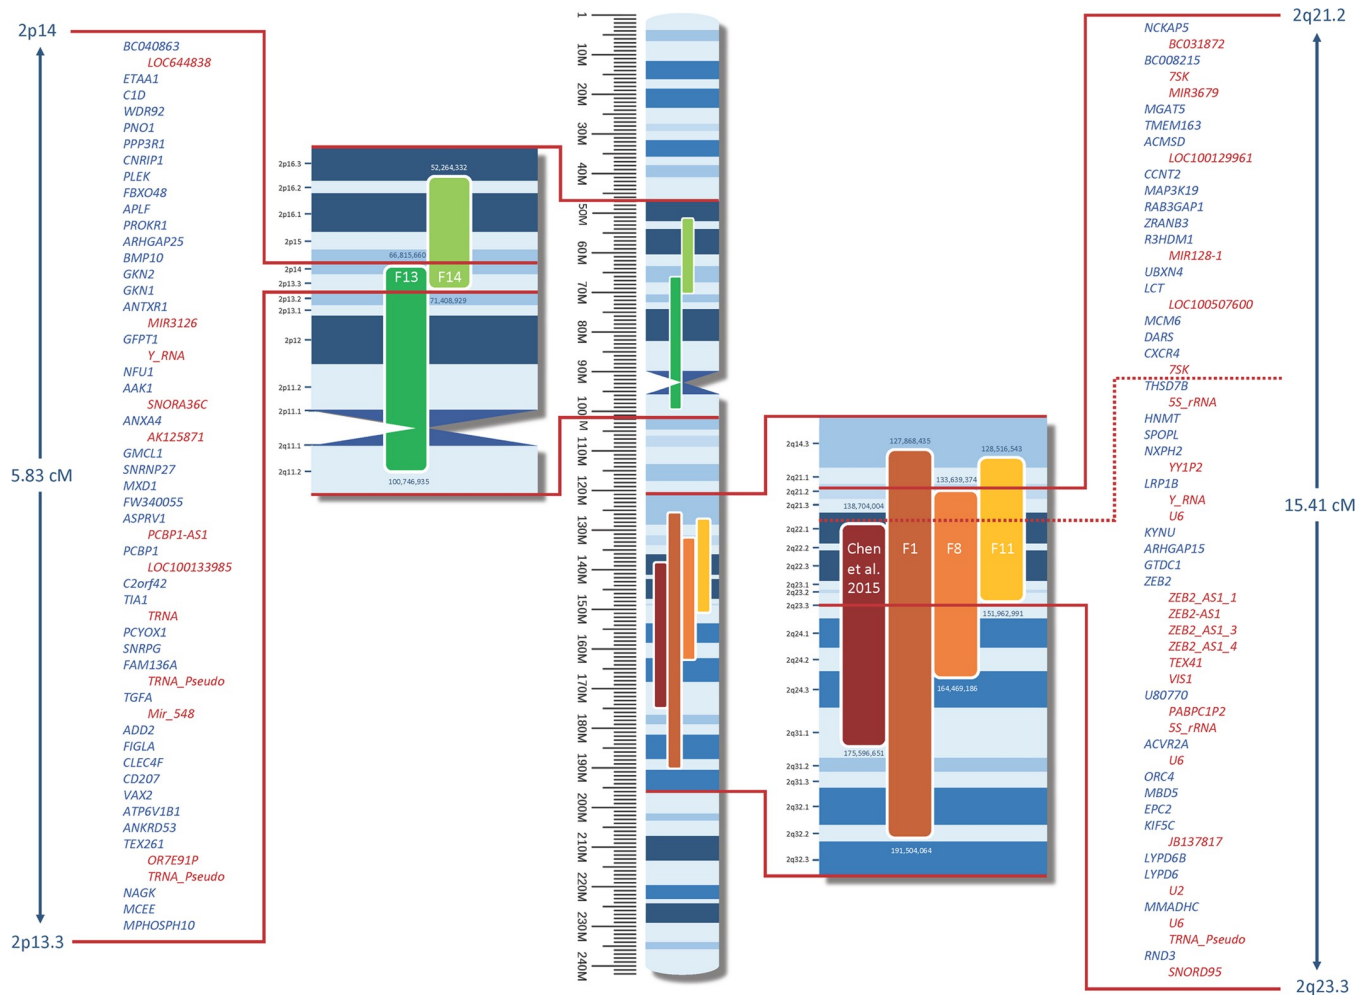 2p14
BC040863
LOC644838
ETAA1
C1D
WDR92
PNO1
PPP3R1
CNRIP1
PLEK
FBXO48
APLF
PROKR1
ARHGAP25
BMP10
GKN2
GKN1
ANTXR1
MIR3126
GFPT1
Y_RNA
NFU1
AAK1
SNORA36C
ANXA4
AK125871
GMCL1
SNRNP27
MXD1
FW340055
ASPRV1
PCBP1-AS1
PCBP1
LOC100133985
C2orf42
TIA1
TRNA
PCYOX1
SNRPG
FAM136A
TRNA_Pseudo
TGFA
Mir_548
ADD2
FIGLA
CLEC4F
CD207
VAX2
ATP6V1B1
ANKRD53
TEX261
OR7E91P
TRNA_Pseudo
NAGK
MCEE
MPHOSPH10
5.83 cM
2p13.3
2p16.3
2p16.2
2p16.1
2p15
2p14
2p13.3
2p13.2
2p13.1
2p12
2p11.2
2p11.1
2q11.1
2q11.2
52,264,332
66,815,660
F13
F14
71,408,929
100,746,935
1
10M
20M
30M
40M
50M
60M
70M
80M
90M
100M
110M
120M
130M
140M
150M
160M
170M
180M
190M
200M
210M
220M
230M
240M
2q14.3
2q21.1
2q21.2
2q21.3
2q22.1
2q22.2
2q22.3
2q23.1
2q23.2
2q23.3
2q24.1
2q24.2
2q24.3
2q31.1
2q31.2
2q31.3
2q32.1
2q32.2
2q32.3
127,868,435
128,516,543
133,639,374
138,704,004
Chen
et al.
2015
F1
F8
F11
151,962,991
164,469,186
175,596,651
191,504,064
2q21.2
NCKAP5
BC031872
BC008215
7SK
MIR3679
MGAT5
TMEM163
ACMSD
LOC100129961
CCNT2
MAP3K19
RAB3GAP1
ZRANB3
R3HDM1
MIR128-1
UBXN4
LCT
LOC100507600
MCM6
DARS
CXCR4
7SK
THSD7B
5S_rRNA
HNMT
SPOPL
NXPH2
YY1P2
LRP1B
Y_RNA
U6
KYNU
ARHGAP15
GTDC1
ZEB2
ZEB2_AS1_1
ZEB2-AS1
ZEB2_AS1_3
ZEB2_AS1_4
TEX41
VIS1
U80770
PABPC1P2
5S_rRNA
ACVR2A
U6
ORC4
MBD5
EPC2
KIF5C
JB137817
LYPD6B
LYPD6
U2
MMADHC
U6
TRNA_Pseudo
RND3
SNORD95
15.41 cM
2q23.3